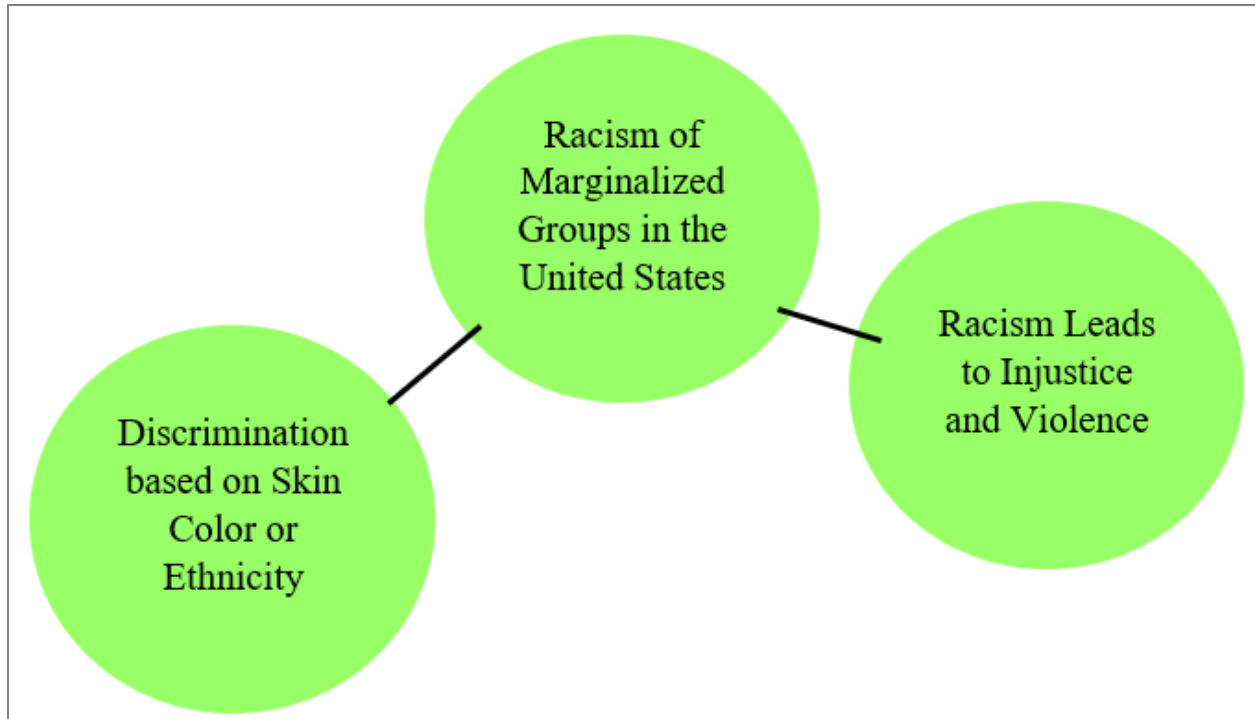 Racism of
Marginalized
Groups in the
United States
Racism Leads
to Injustice
and Violence
Discrimination
based on Skin
Color or
Ethnicity